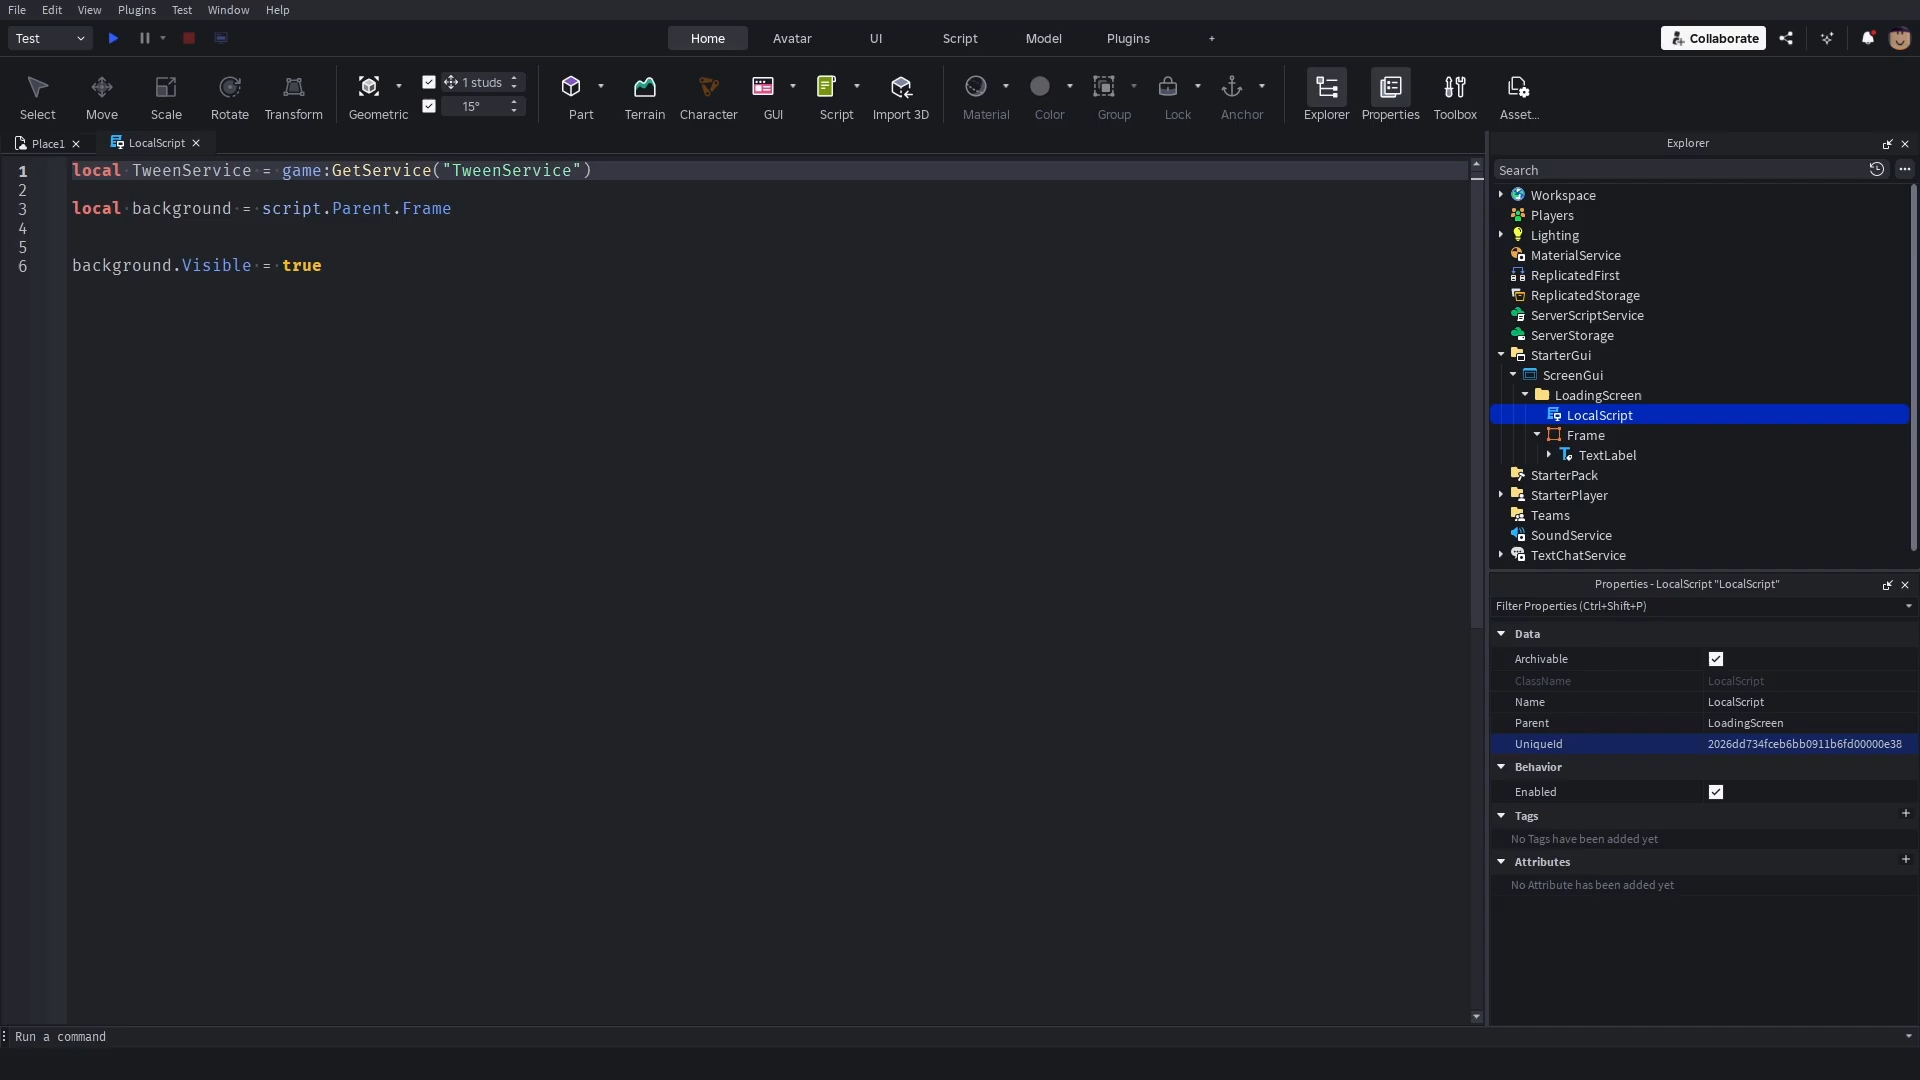 File Edit View Plugins Test Window Help
Test
Home Avatar UI Script Model Plugins +
Collaborate
1 studs
15°
Select Move Scale Rotate Transform Geometric Part Terrain Character GUI Script Import 3D Material Color Group Lock Anchor Explorer Properties Toolbox Asset...
Place1 LocalScript
1 local TweenService = game:GetService("TweenService")
2
3 local background = script.Parent.Frame
4
5
6 background.Visible = true
Explorer
Search
Workspace
Players
Lighting
MaterialService
ReplicatedFirst
ReplicatedStorage
ServerScriptService
ServerStorage
StarterGui
ScreenGui
LoadingScreen
LocalScript
Frame
TextLabel
StarterPack
StarterPlayer
Teams
SoundService
TextChatService
Properties - LocalScript "LocalScript"
Filter Properties (Ctrl+Shift+P)
Data
Archivable
ClassName LocalScript
Name LocalScript
Parent LoadingScreen
UniqueId 2026dd734fceb6bb0911b6fd00000e38
Behavior
Enabled
Tags +
No Tags have been added yet
Attributes +
No Attribute has been added yet
Run a command